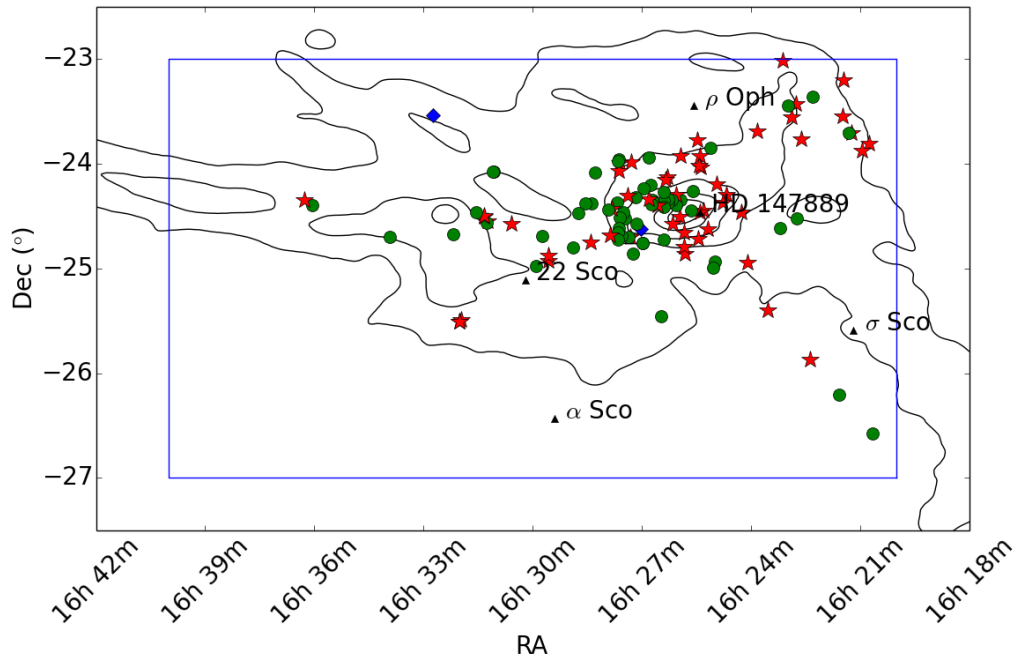 −23
−24
−25
−26
−27
Dec (°)
ρ Oph
HD 147889
22 Sco
σ Sco
α Sco
16h 42m
16h 39m
16h 36m
16h 33m
16h 30m
16h 27m
16h 24m
16h 21m
16h 18m
RA